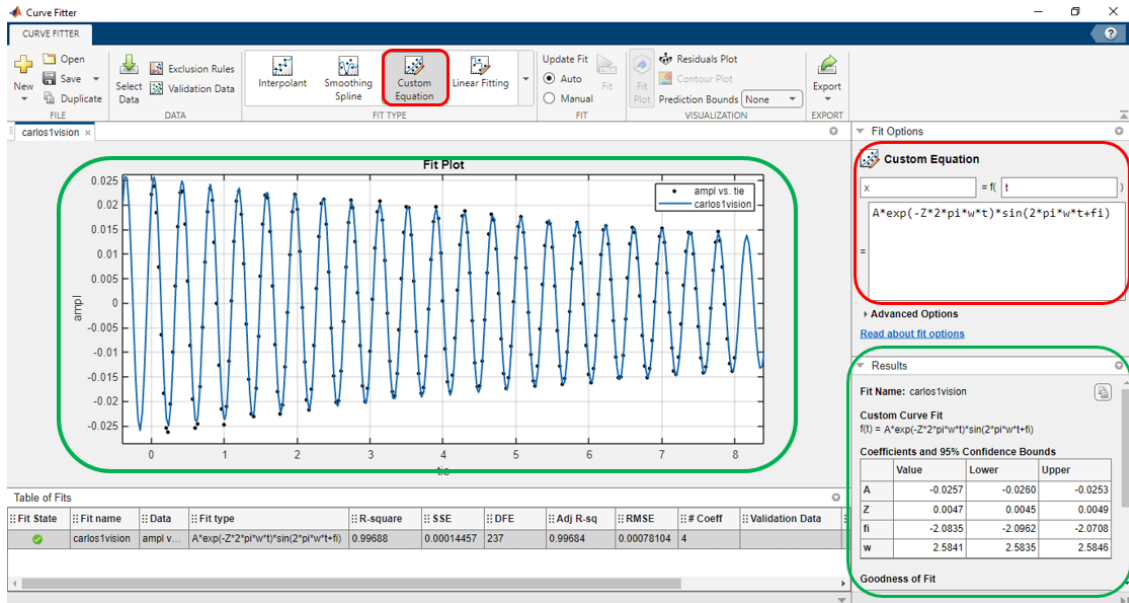 Curve Fitter
CURVE FITTER
New
Open
Save
Duplicate
FILE
Select Data
Exclusion Rules
Validation Data
DATA
Interpolant
Smoothing Spline
Custom Equation
Linear Fitting
FIT TYPE
Update Fit
Auto
Manual
Fit
FIT
Fit Plot
Residuals Plot
Contour Plot
Prediction Bounds None
VISUALIZATION
Export
EXPORT
carlos1vision
Fit Plot
ampl vs. tie
carlos1vision
0.025
0.02
0.015
0.01
0.005
0
-0.005
-0.01
-0.015
-0.02
-0.025
ampl
0 1 2 3 4 5 6 7 8
tie
Table of Fits
Fit State Fit name Data Fit type R-square SSE DFE Adj R-sq RMSE # Coeff Validation Data
carlos1vision ampl v... A*exp(-Z*2*pi*w*t)*sin(2*pi*w*t+fi) 0.99688 0.00014457 237 0.99684 0.00078104 4
Fit Options
Custom Equation
x = f( t )
= A*exp(-Z*2*pi*w*t)*sin(2*pi*w*t+fi)
Advanced Options
Read about fit options
Results
Fit Name: carlos1vision
Custom Curve Fit
f(t) = A*exp(-Z*2*pi*w*t)*sin(2*pi*w*t+fi)
Coefficients and 95% Confidence Bounds
Value Lower Upper
A -0.0257 -0.0260 -0.0253
Z 0.0047 0.0045 0.0049
fi -2.0835 -2.0962 -2.0708
w 2.5841 2.5835 2.5846
Goodness of Fit